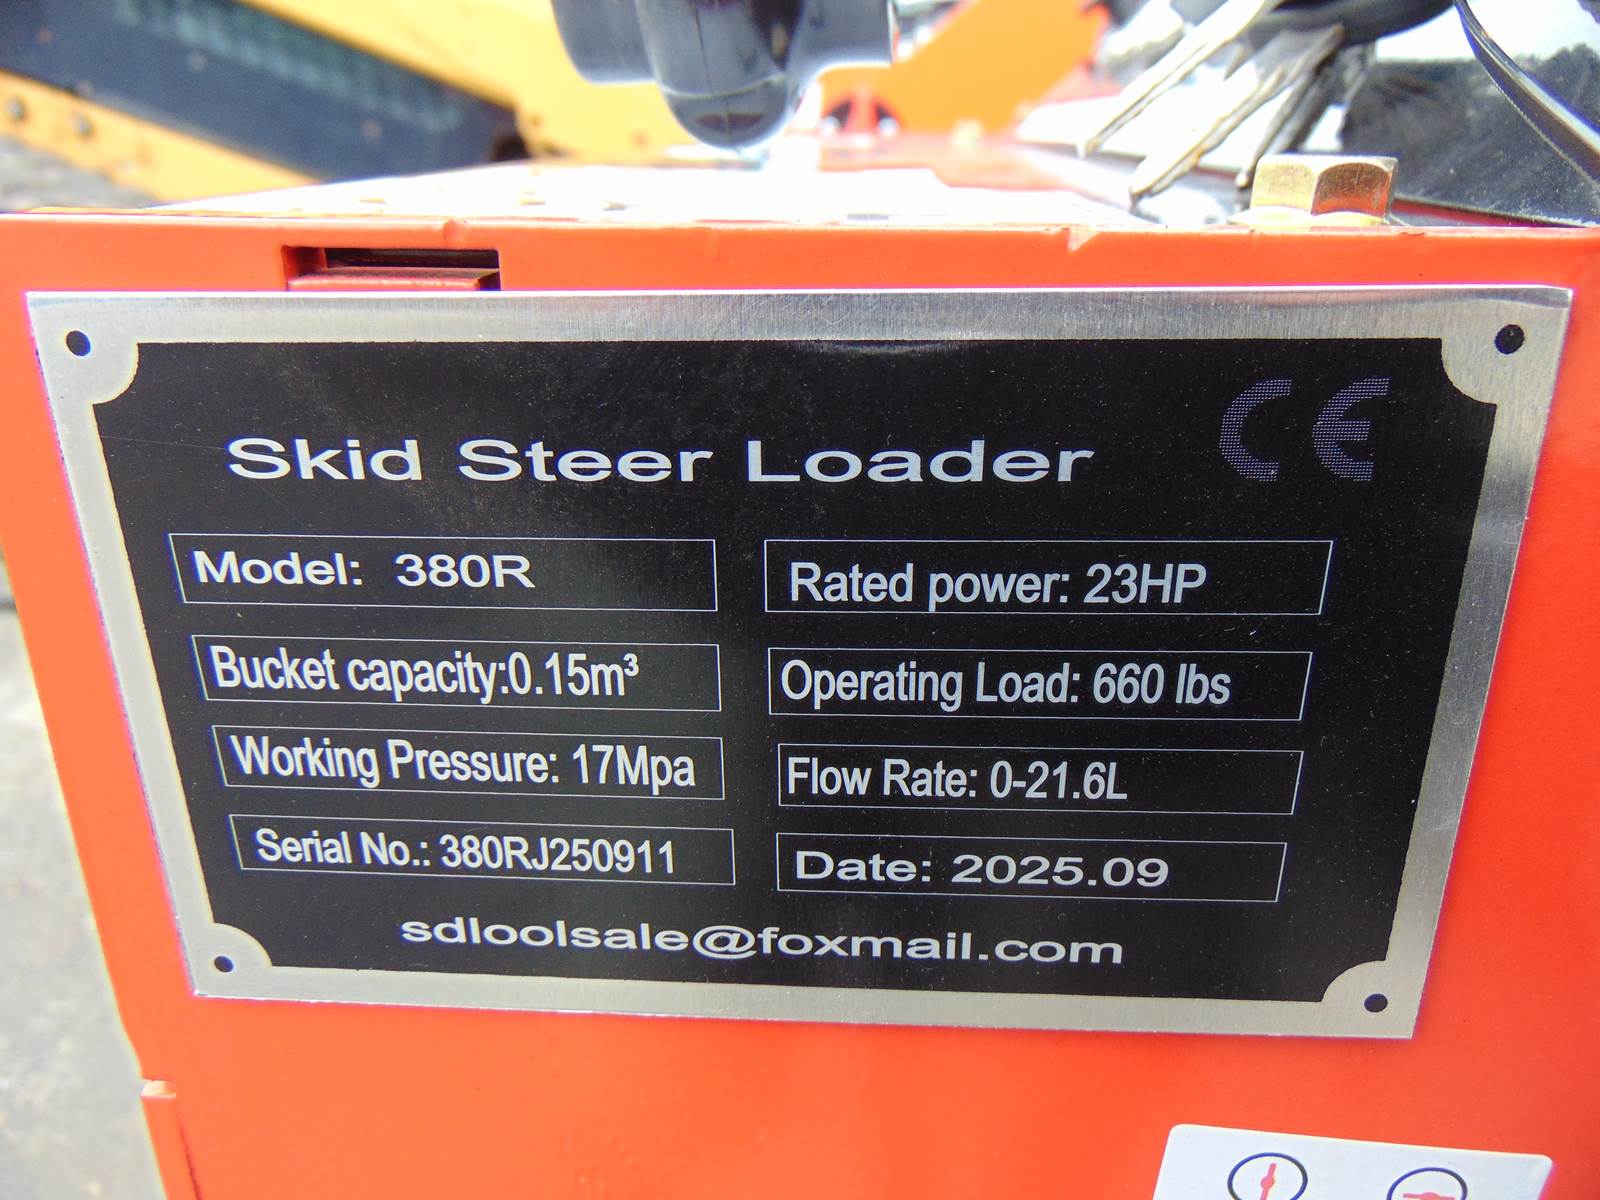 CE
Skid Steer Loader
Model: 380R
Rated power: 23HP
Bucket capacity:0.15m³
Operating Load: 660 lbs
Working Pressure: 17Mpa
Flow Rate: 0-21.6L
Serial No.: 380RJ250911
Date: 2025.09
sdloolsale@foxmail.com